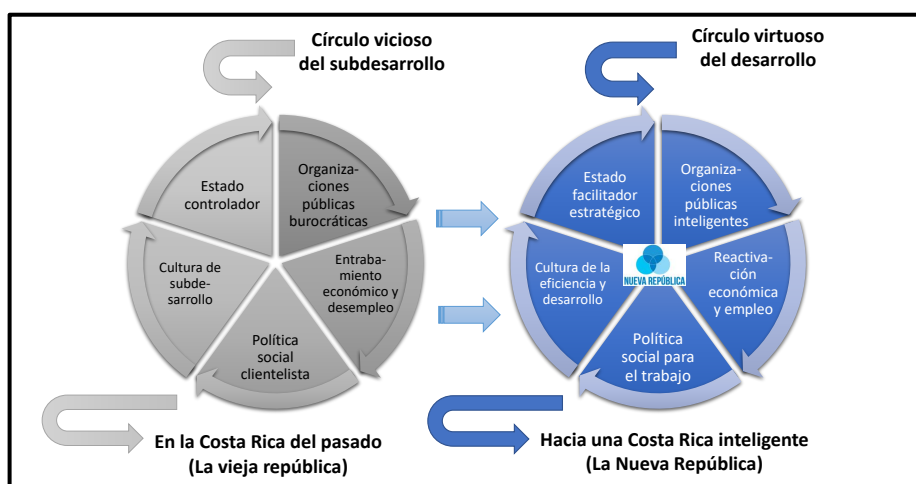 Círculo vicioso
del subdesarrollo
Estado
controlador
Organiza-
ciones
públicas
burocráticas
Entraba-
miento
económico y
desempleo
Política
social
clientelista
Cultura de
subde-
sarrollo
En la Costa Rica del pasado
(La vieja república)
Círculo virtuoso
del desarrollo
Estado
facilitador
estratégico
Organiza-
ciones
públicas
inteligentes
Reactiva-
ción
económica
y empleo
Política
social para
el trabajo
Cultura de la
eficiencia y
desarrollo
NUEVA REPÚBLICA
Hacia una Costa Rica inteligente
(La Nueva República)